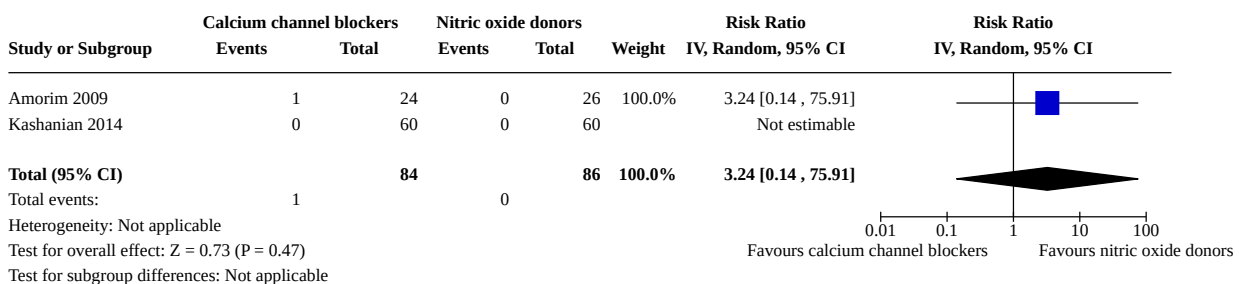 Calcium channel blockers Nitric oxide donors Risk Ratio Risk Ratio
Study or Subgroup Events Total Events Total Weight IV, Random, 95% CI IV, Random, 95% CI
Amorim 2009 1 24 0 26 100.0% 3.24 [0.14 , 75.91]
Kashanian 2014 0 60 0 60 Not estimable
Total (95% CI) 84 86 100.0% 3.24 [0.14 , 75.91]
Total events: 1 0
Heterogeneity: Not applicable
0.01 0.1 1 10 100
Test for overall effect: Z = 0.73 (P = 0.47) Favours calcium channel blockers Favours nitric oxide donors
Test for subgroup differences: Not applicable